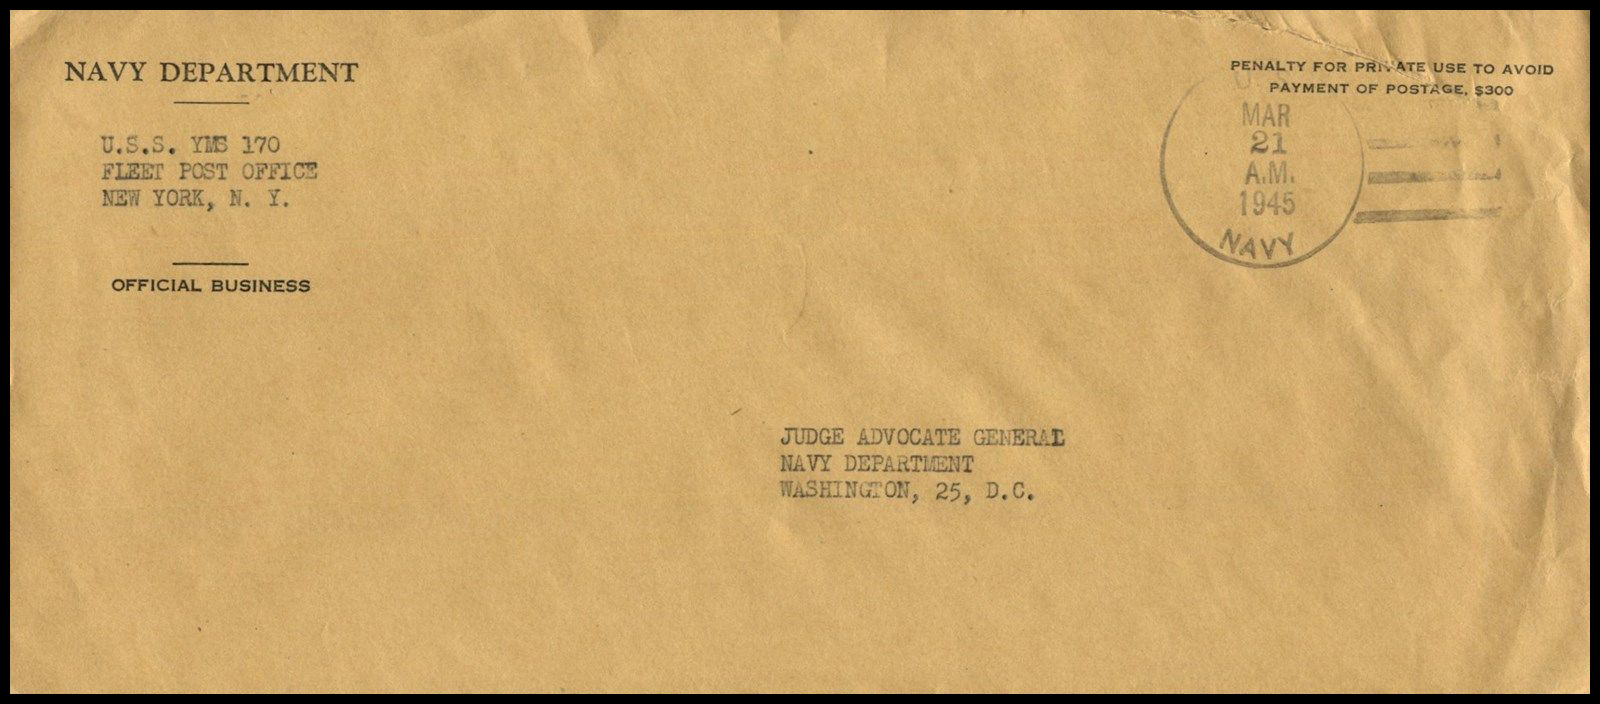 NAVY DEPARTMENT
U.S.S. YMS 170
FLEET POST OFFICE
NEW YORK, N. Y.
OFFICIAL BUSINESS
PENALTY FOR PRIVATE USE TO AVOID
PAYMENT OF POSTAGE, $300
MAR
21
A.M.
1945
NAVY
JUDGE ADVOCATE GENERAL
NAVY DEPARTMENT
WASHINGTON, 25, D.C.